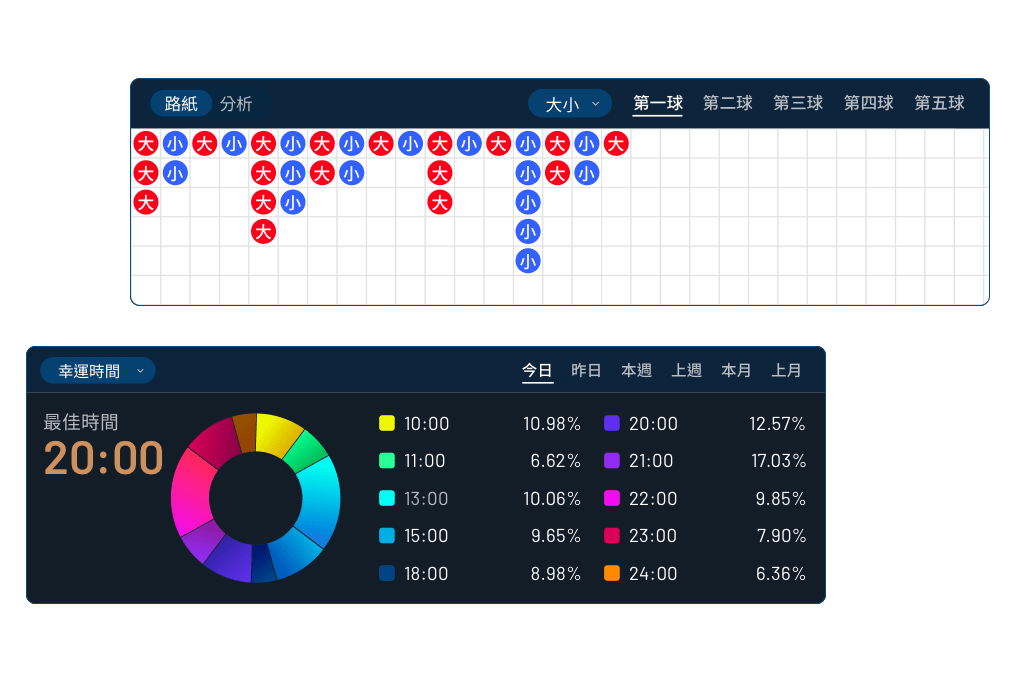 路紙 分析 大小 第一球 第二球 第三球 第四球 第五球
大 小 大 小 大 小 大 小 大 小 大 小 大 小 大 小 大
大 小 大 小 大 小 大 小 大 小
大 大 小 大 小
大 小
小
幸運時間 今日 昨日 本週 上週 本月 上月
最佳時間
20:00
10:00 10.98% 20:00 12.57%
11:00 6.62% 21:00 17.03%
13:00 10.06% 22:00 9.85%
15:00 9.65% 23:00 7.90%
18:00 8.98% 24:00 6.36%